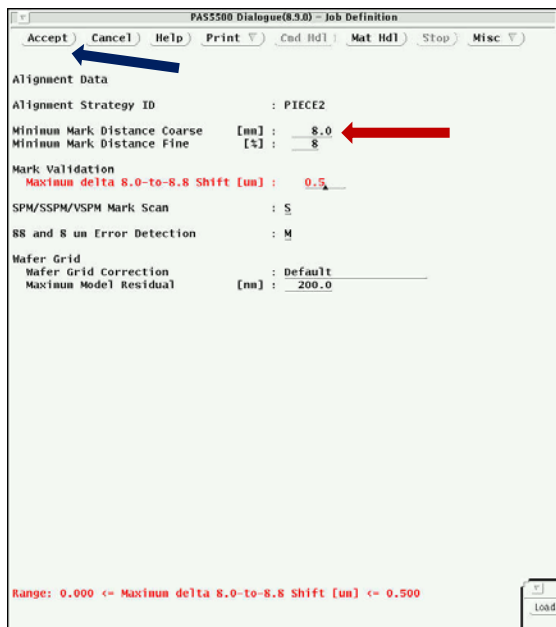 PAS5500 Dialogue(8.9.0) - Job Definition
Accept Cancel Help Print Cmd Hdl Mat Hdl Stop Misc
Alignment Data
Alignment Strategy ID : PIECE2
Minimum Mark Distance Coarse [mm] : 8.0
Minimum Mark Distance Fine [%] : 8
Mark Validation
Maximum delta 8.0-to-8.8 Shift [um] : 0.5
SPM/SSPM/VSPM Mark Scan : S
88 and 8 um Error Detection : M
Wafer Grid
Wafer Grid Correction : Default
Maximum Model Residual [nm] : 200.0
Range: 0.000 <= Maximum delta 8.0-to-8.8 Shift [um] <= 0.500
Load